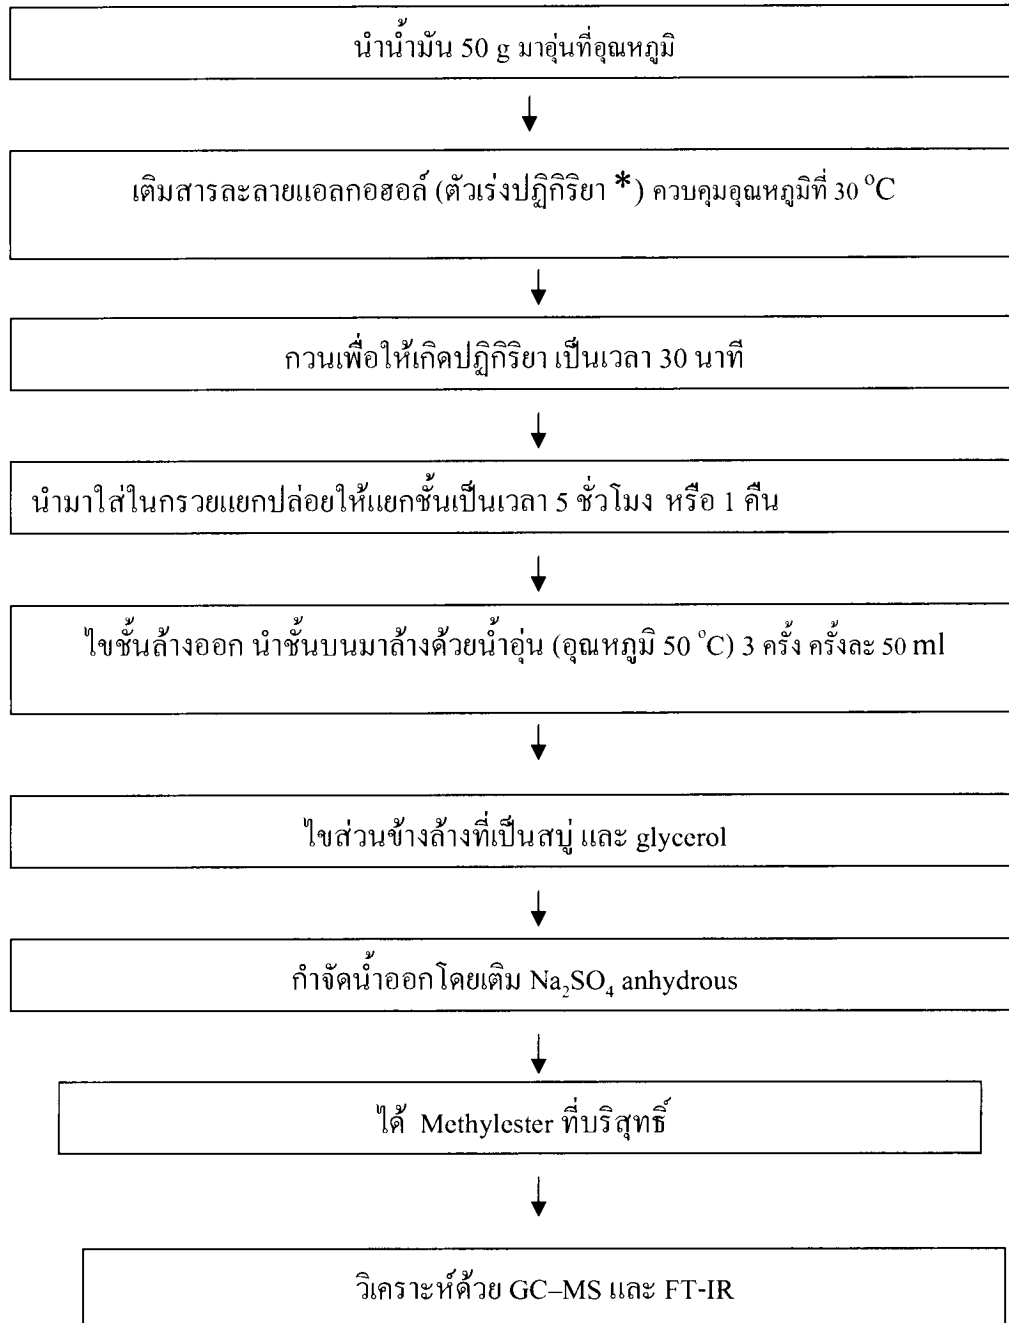 นำน้ำมัน 50 g มาอุ่นที่อุณหภูมิ
เติมสารละลายแอลกอฮอล์ (ตัวเร่งปฏิกิริยา *) ควบคุมอุณหภูมิที่ 30 °C
กวนเพื่อให้เกิดปฏิกิริยา เป็นเวลา 30 นาที
นำมาใส่ในกรวยแยกปล่อยให้แยกชั้นเป็นเวลา 5 ชั่วโมง หรือ 1 คืน
ไขชั้นล้างออก นำชั้นบนมาล้างด้วยน้ำอุ่น (อุณหภูมิ 50 °C) 3 ครั้ง ครั้งละ 50 ml
ไขส่วนข้างล้างที่เป็นสบู่ และ glycerol
กำจัดน้ำออกโดยเติม Na₂SO₄ anhydrous
ได้ Methylester ที่บริสุทธิ์
วิเคราะห์ด้วย GC–MS และ FT-IR